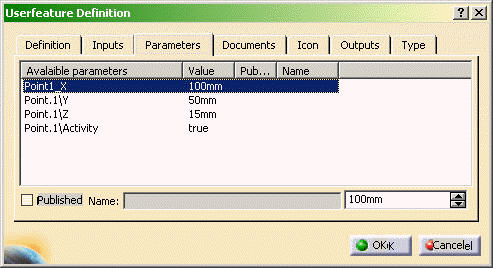 Userfeature Definition
Definition Inputs Parameters Documents Icon Outputs Type
Avalaible parameters Value Pub... Name
Point1_X 100mm
Point.1\Y 50mm
Point.1\Z 15mm
Point.1\Activity true
Published Name: 100mm
OK Cancel